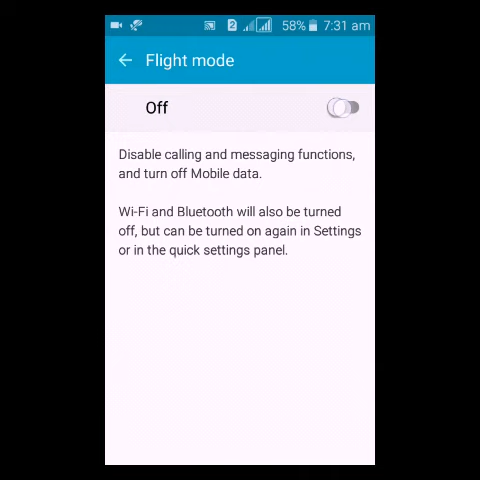 2 58% 7:31 am
Flight mode
Off
Disable calling and messaging functions,
and turn off Mobile data.
Wi-Fi and Bluetooth will also be turned
off, but can be turned on again in Settings
or in the quick settings panel.